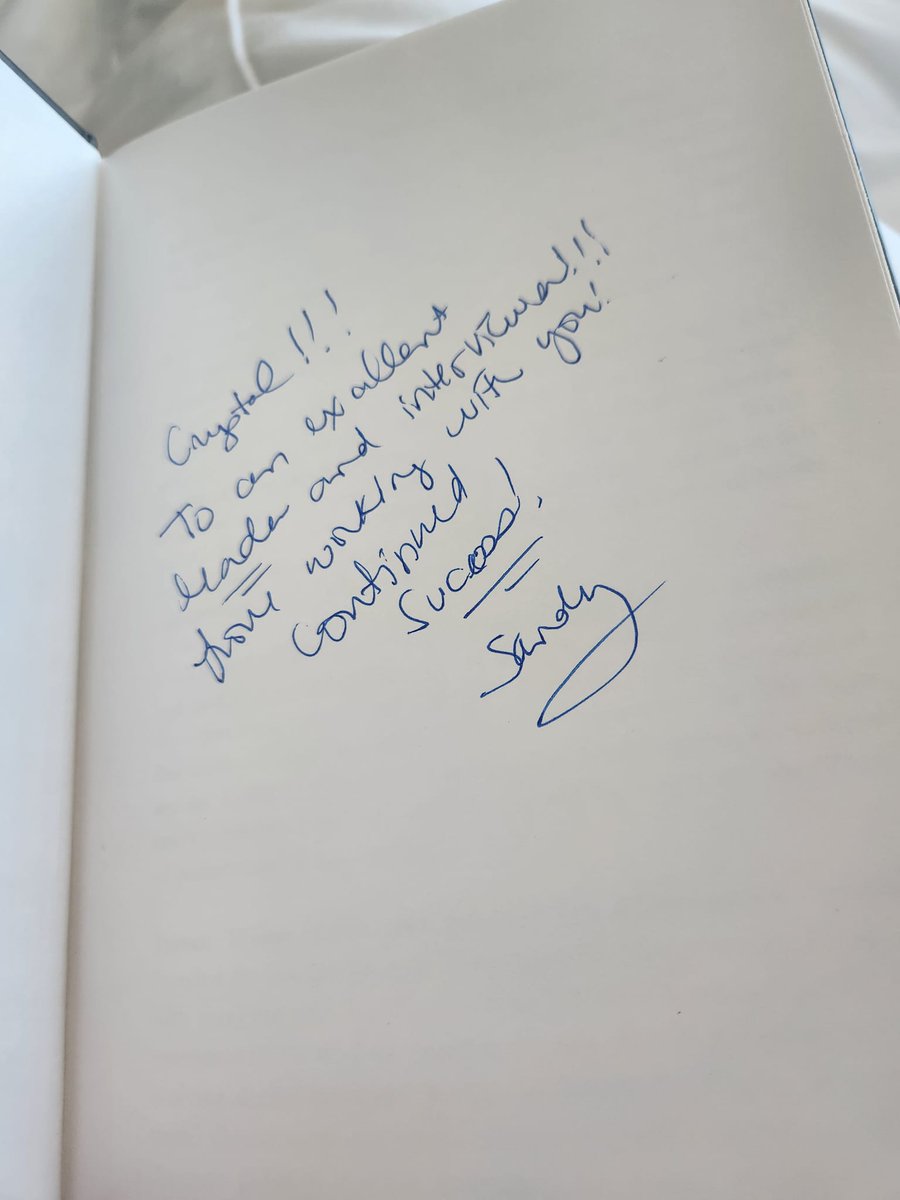 Crystal!!!
To an excellent
leader and interviewer!!!
love working with you!
Continued
Success!
Sandy